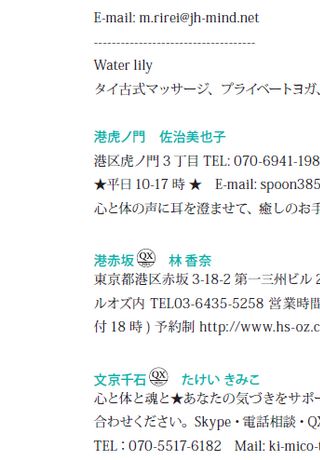 E-mail: m.rirei@jh-mind.net
------------------------------------
Water lily
タイ古式マッサージ、プライベートヨガ、
港虎ノ門　佐治美也子
港区虎ノ門 3 丁目 TEL: 070-6941-198
★平日 10-17 時 ★　E-mail: spoon385
心と体の声に耳を澄ませて、癒しのお手
港赤坂 QX 林 香奈
東京都港区赤坂 3-18-2 第一三州ビル 2
ルオズ内 TEL03-6435-5258 営業時間
付 18 時 ) 予約制 http://www.hs-oz.c
文京千石 QX たけい きみこ
心と体と魂と★あなたの気づきをサポー
合わせください。Skype・電話相談・QX
TEL：070-5517-6182　Mail: ki-mico-t